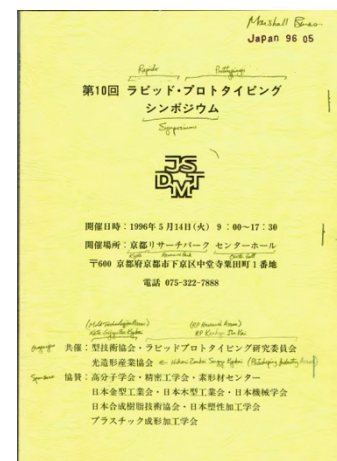 Marshall Burns
Japan 96 05
Rapido Prototyping
第10回 ラピッド・プロトタイピング
シンポジウム
Symposium
JSDMT
開催日時：1996年5月14日(火) 9：00〜17：30
開催場所：京都リサーチパーク センターホール
Kyoto Research Park
〒600 京都府京都市下京区中堂寺粟田町1番地
電話 075-322-7888
(RP Research Assoc)
共催：型技術協会・ラピッドプロトタイピング研究委員会
光造形産業協会
Sponsors 協賛：高分子学会・精密工学会・素形材センター
日本金型工業会・日本木型工業会・日本機械学会
日本合成樹脂技術協会・日本塑性加工学会
プラスチック成形加工学会